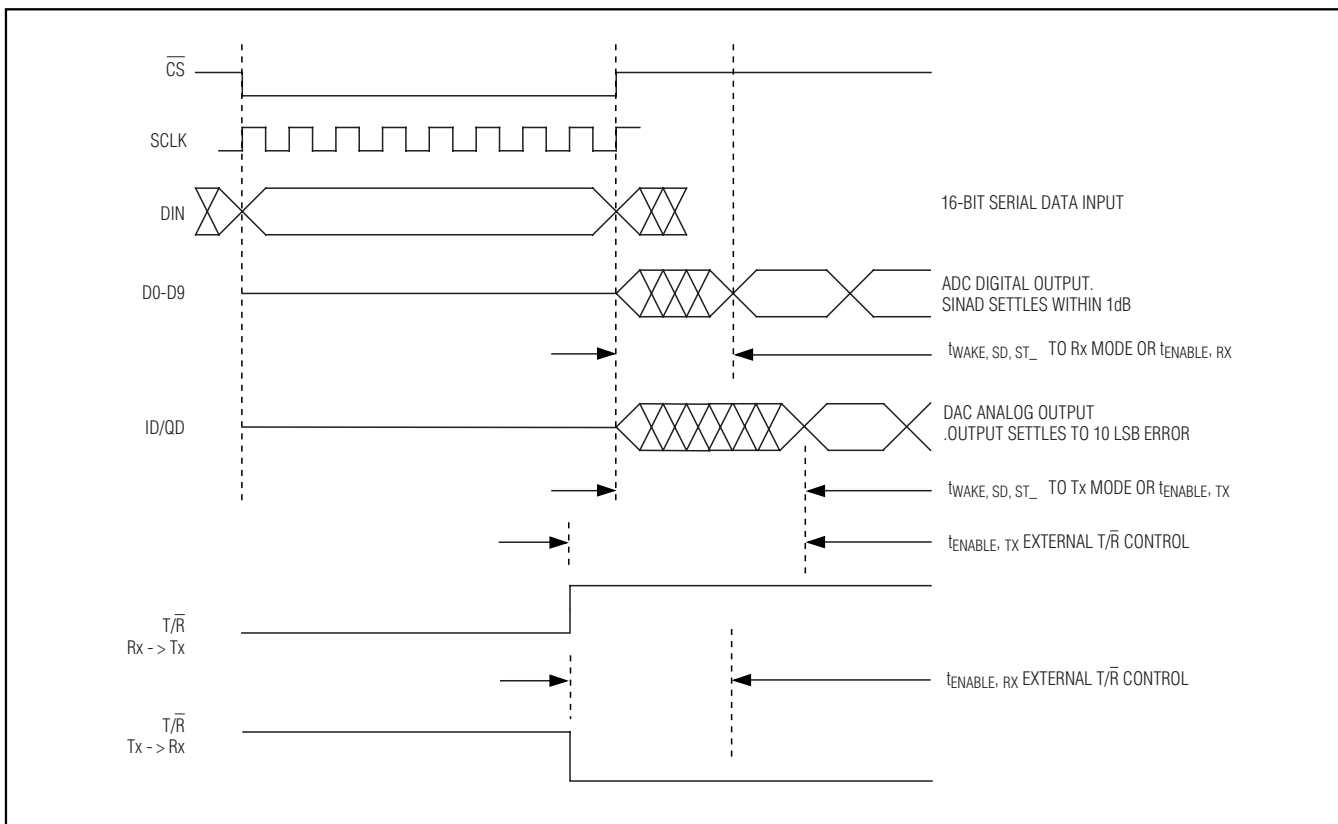 CS
SCLK
DIN
16-BIT SERIAL DATA INPUT
D0-D9
ADC DIGITAL OUTPUT.
SINAD SETTLES WITHIN 1dB
tWAKE, SD, ST_ TO Rx MODE OR tENABLE, RX
ID/QD
DAC ANALOG OUTPUT
.OUTPUT SETTLES TO 10 LSB ERROR
tWAKE, SD, ST_ TO Tx MODE OR tENABLE, TX
tENABLE, TX EXTERNAL T/R̅ CONTROL
T/R̅
Rx - > Tx
tENABLE, RX EXTERNAL T/R̅ CONTROL
T/R̅
Tx - > Rx